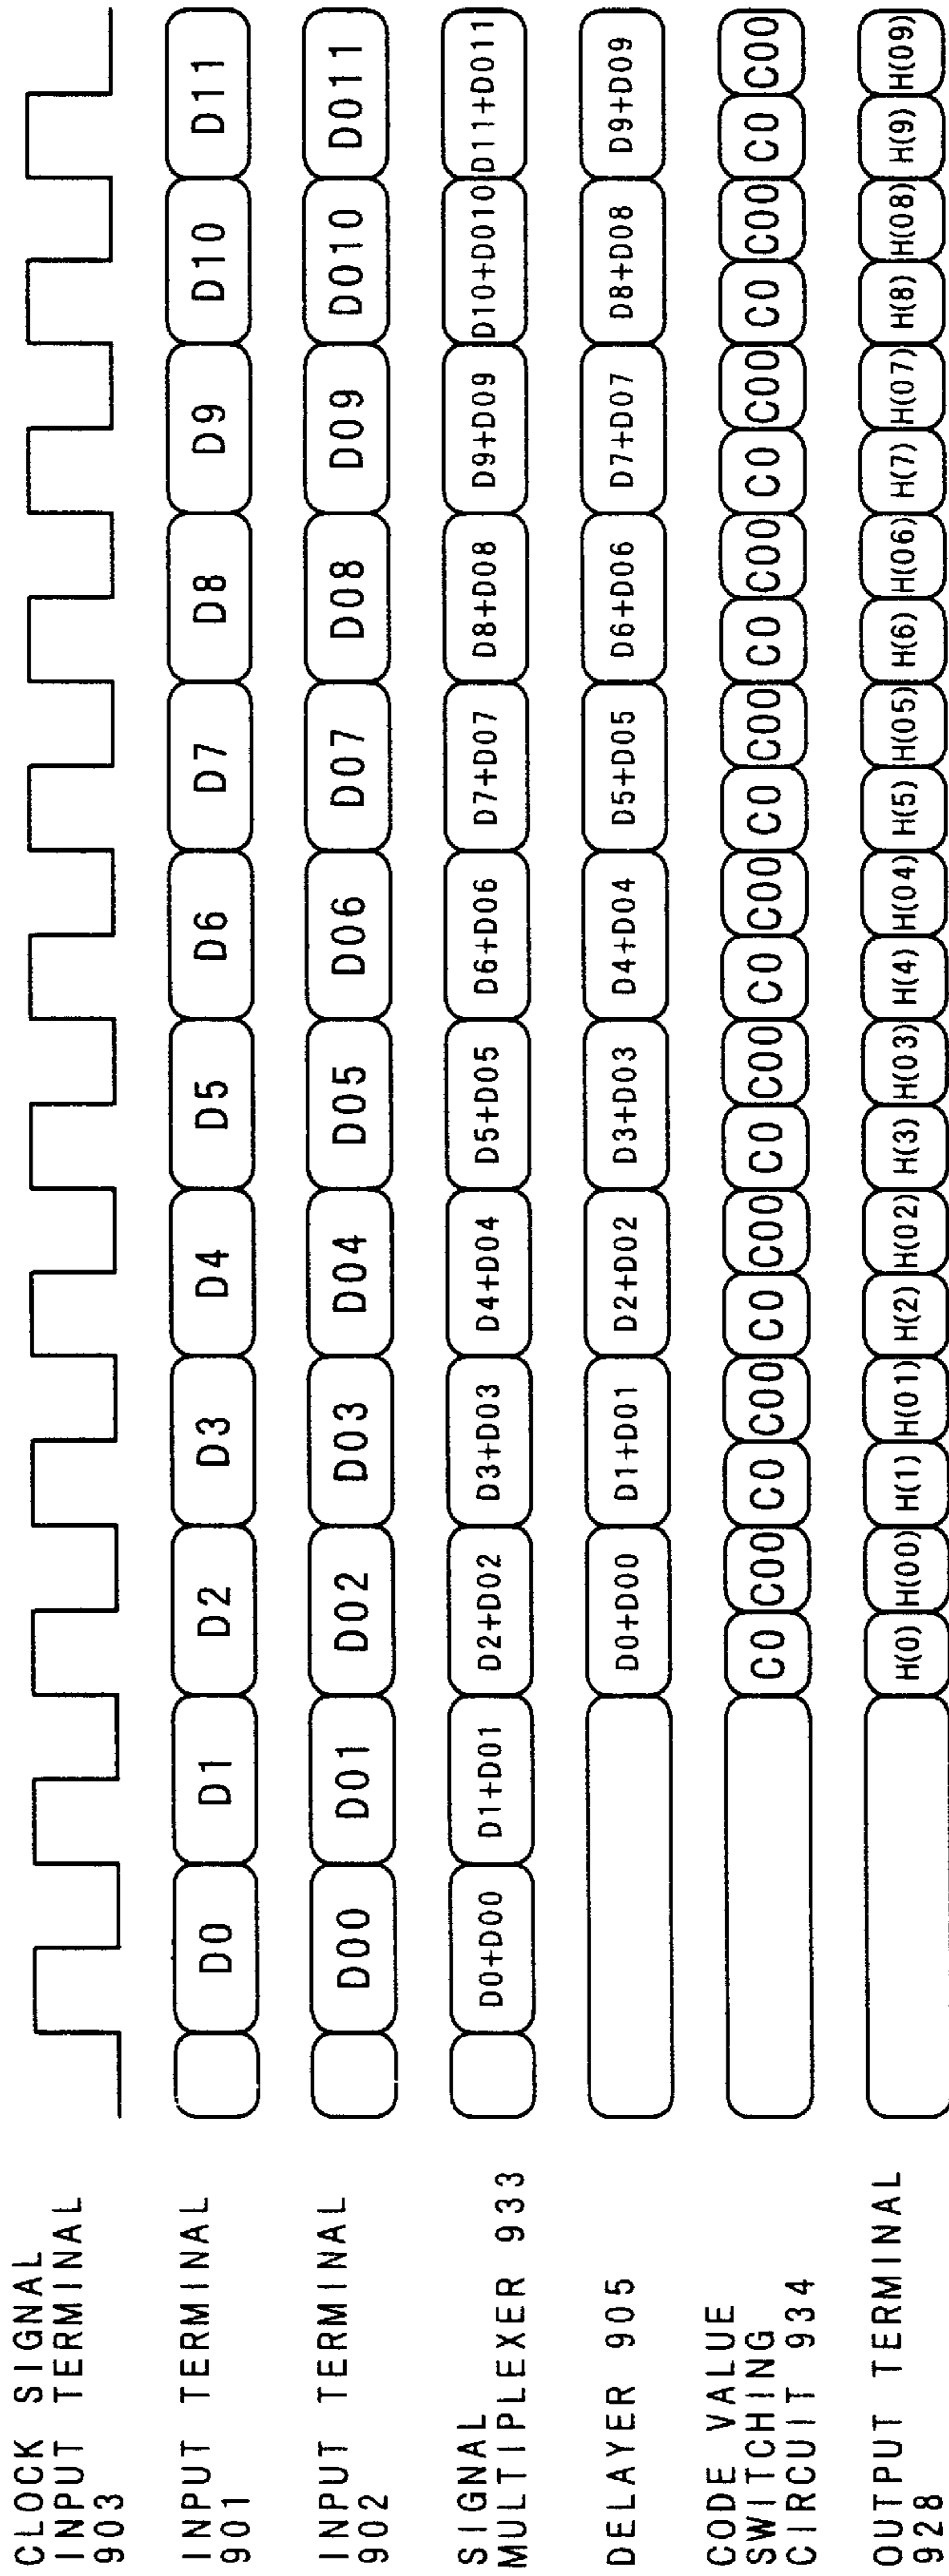 CLOCK SIGNAL
INPUT TERMINAL
903
INPUT TERMINAL
901
D0 D1 D2 D3 D4 D5 D6 D7 D8 D9 D10 D11
INPUT TERMINAL
902
D00 D01 D02 D03 D04 D05 D06 D07 D08 D09 D010 D011
SIGNAL
MULTIPLEXER 933
D0+D00 D1+D01 D2+D02 D3+D03 D4+D04 D5+D05 D6+D06 D7+D07 D8+D08 D9+D09 D10+D010 D11+D011
DELAYER 905
D0+D00 D1+D01 D2+D02 D3+D03 D4+D04 D5+D05 D6+D06 D7+D07 D8+D08 D9+D09
CODE VALUE
SWITCHING
CIRCUIT 934
C0 C00 C0 C00 C0 C00 C0 C00 C0 C00 C0 C00 C0 C00 C0 C00 C0 C00 C0 C00
OUTPUT TERMINAL
928
H(0) H(00) H(1) H(01) H(2) H(02) H(3) H(03) H(4) H(04) H(5) H(05) H(6) H(06) H(7) H(07) H(8) H(08) H(9) H(09)